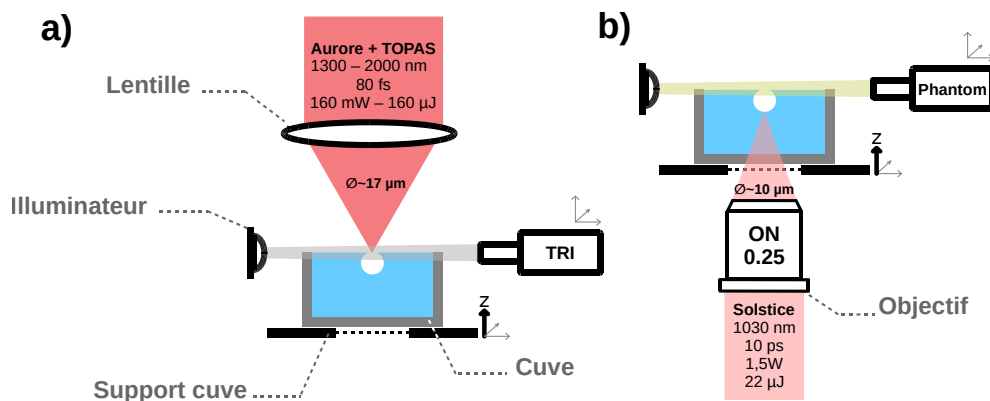 a)
Aurore + TOPAS
1300 – 2000 nm
80 fs
160 mW – 160 µJ
Lentille
∅~17 µm
Illuminateur
TRI
Z
Cuve
Support cuve
b)
Phantom
Z
∅~10 µm
ON
0.25
Objectif
Solstice
1030 nm
10 ps
1,5W
22 µJ